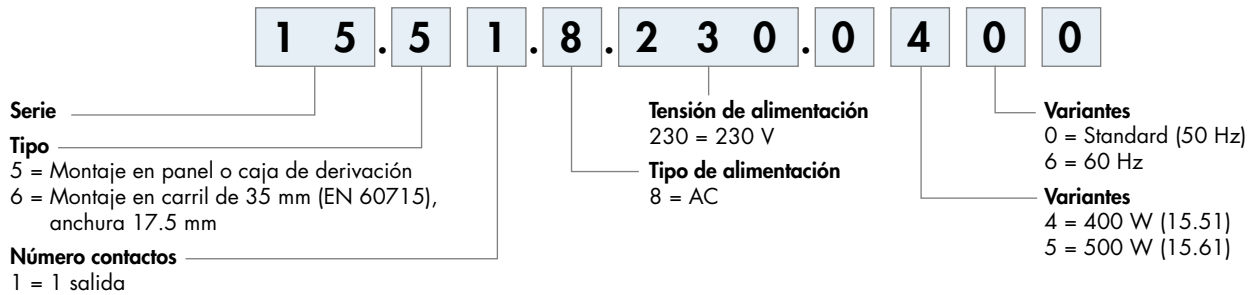 1 5.5 1.8.2 3 0.0 4 0 0
Serie
Tipo
5 = Montaje en panel o caja de derivación
6 = Montaje en carril de 35 mm (EN 60715),
anchura 17.5 mm
Número contactos
1 = 1 salida
Tensión de alimentación
230 = 230 V
Tipo de alimentación
8 = AC
Variantes
0 = Standard (50 Hz)
6 = 60 Hz
Variantes
4 = 400 W (15.51)
5 = 500 W (15.61)